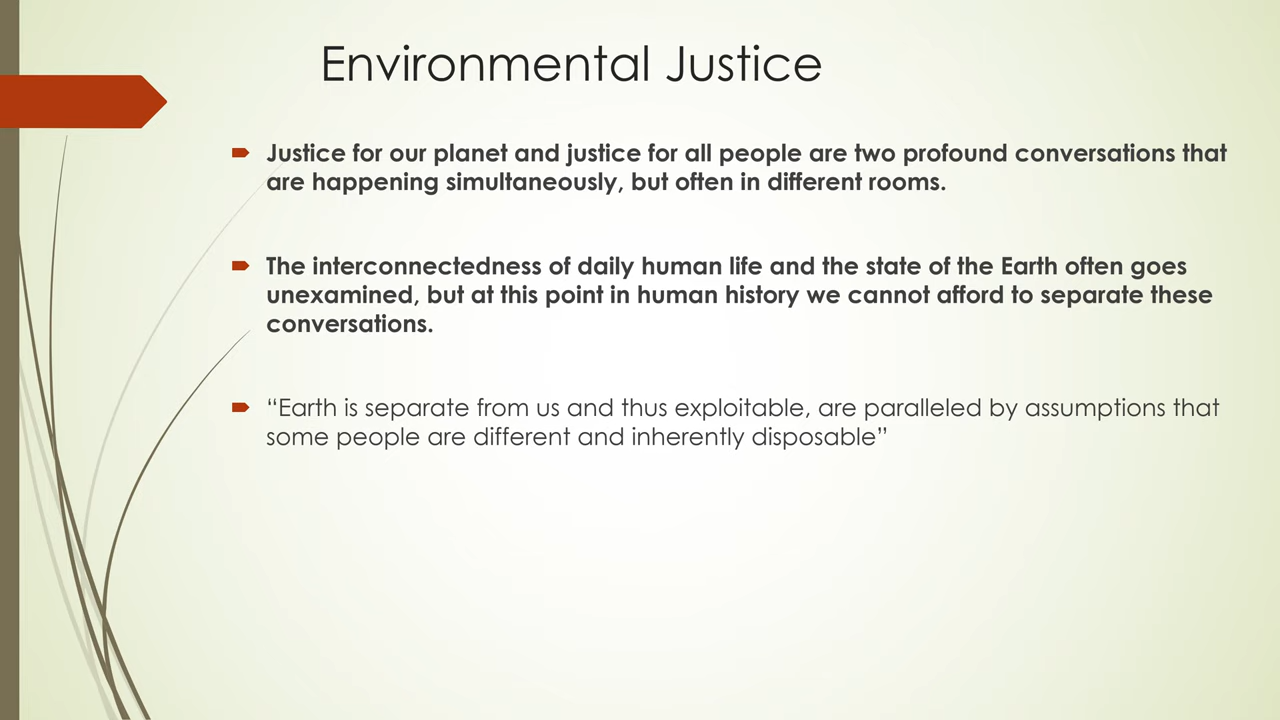 Environmental Justice
Justice for our planet and justice for all people are two profound conversations that
are happening simultaneously, but often in different rooms.
The interconnectedness of daily human life and the state of the Earth often goes
unexamined, but at this point in human history we cannot afford to separate these
conversations.
“Earth is separate from us and thus exploitable, are paralleled by assumptions that
some people are different and inherently disposable”